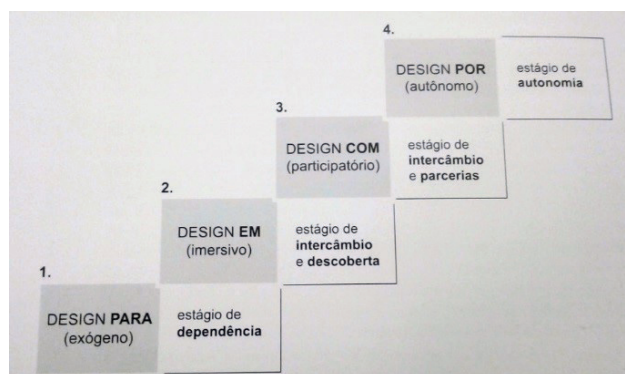 4.
DESIGN POR
(autônomo)
estágio de
autonomia
3.
DESIGN COM
(participatório)
estágio de
intercâmbio
e parcerias
2.
DESIGN EM
(imersivo)
estágio de
intercâmbio
e descoberta
1.
DESIGN PARA
(exógeno)
estágio de
dependência